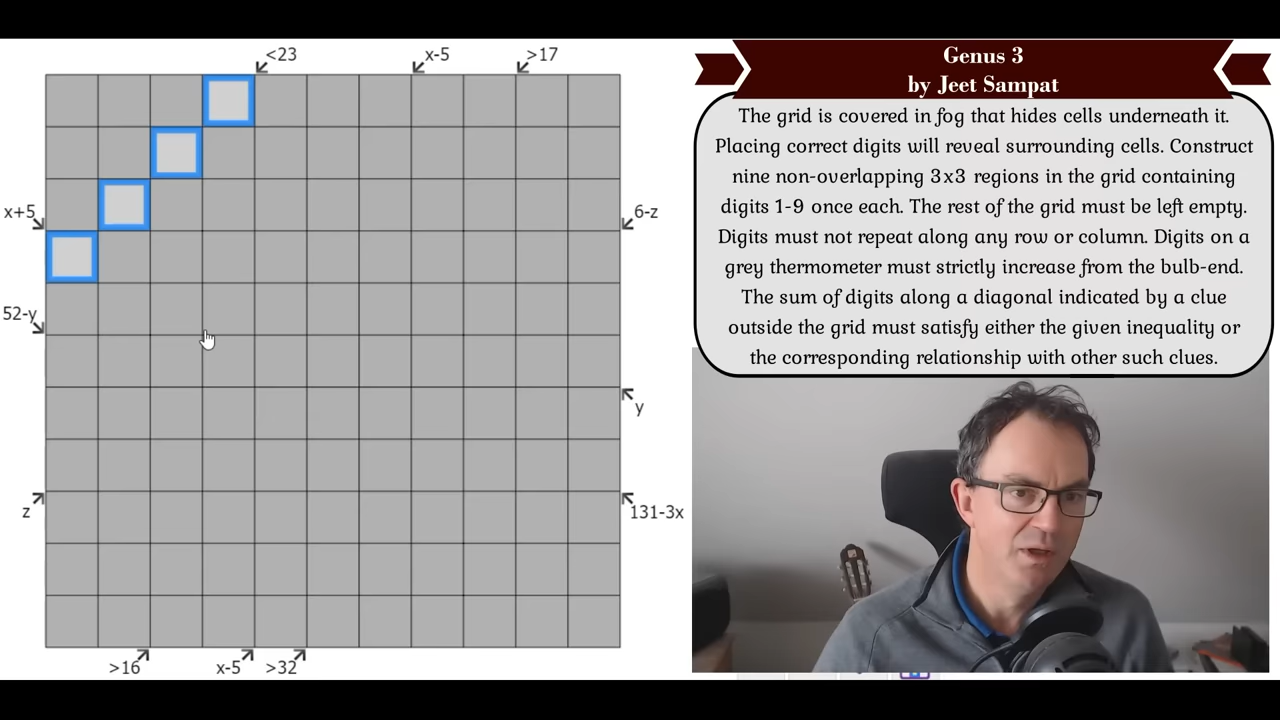 <23 x-5 >17
x+5 6-z
52-y
y
z 131-3x
>16 x-5 >32
Genus 3
by Jeet Sampat
The grid is covered in fog that hides cells underneath it.
Placing correct digits will reveal surrounding cells. Construct
nine non-overlapping 3x3 regions in the grid containing
digits 1-9 once each. The rest of the grid must be left empty.
Digits must not repeat along any row or column. Digits on a
grey thermometer must strictly increase from the bulb-end.
The sum of digits along a diagonal indicated by a clue
outside the grid must satisfy either the given inequality or
the corresponding relationship with other such clues.